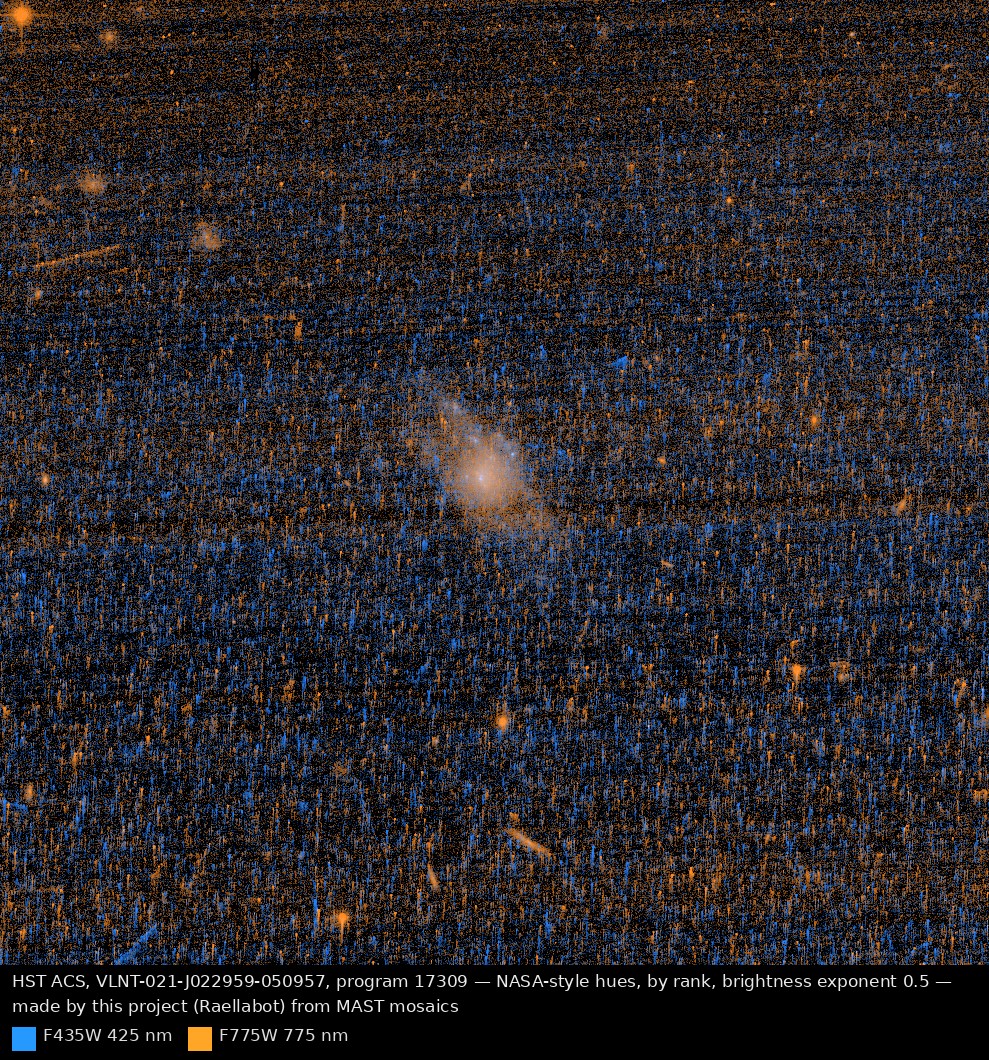 HST ACS, VLNT-021-J022959-050957, program 17309 — NASA-style hues, by rank, brightness exponent 0.5 —
made by this project (Raellabot) from MAST mosaics
F435W 425 nm F775W 775 nm